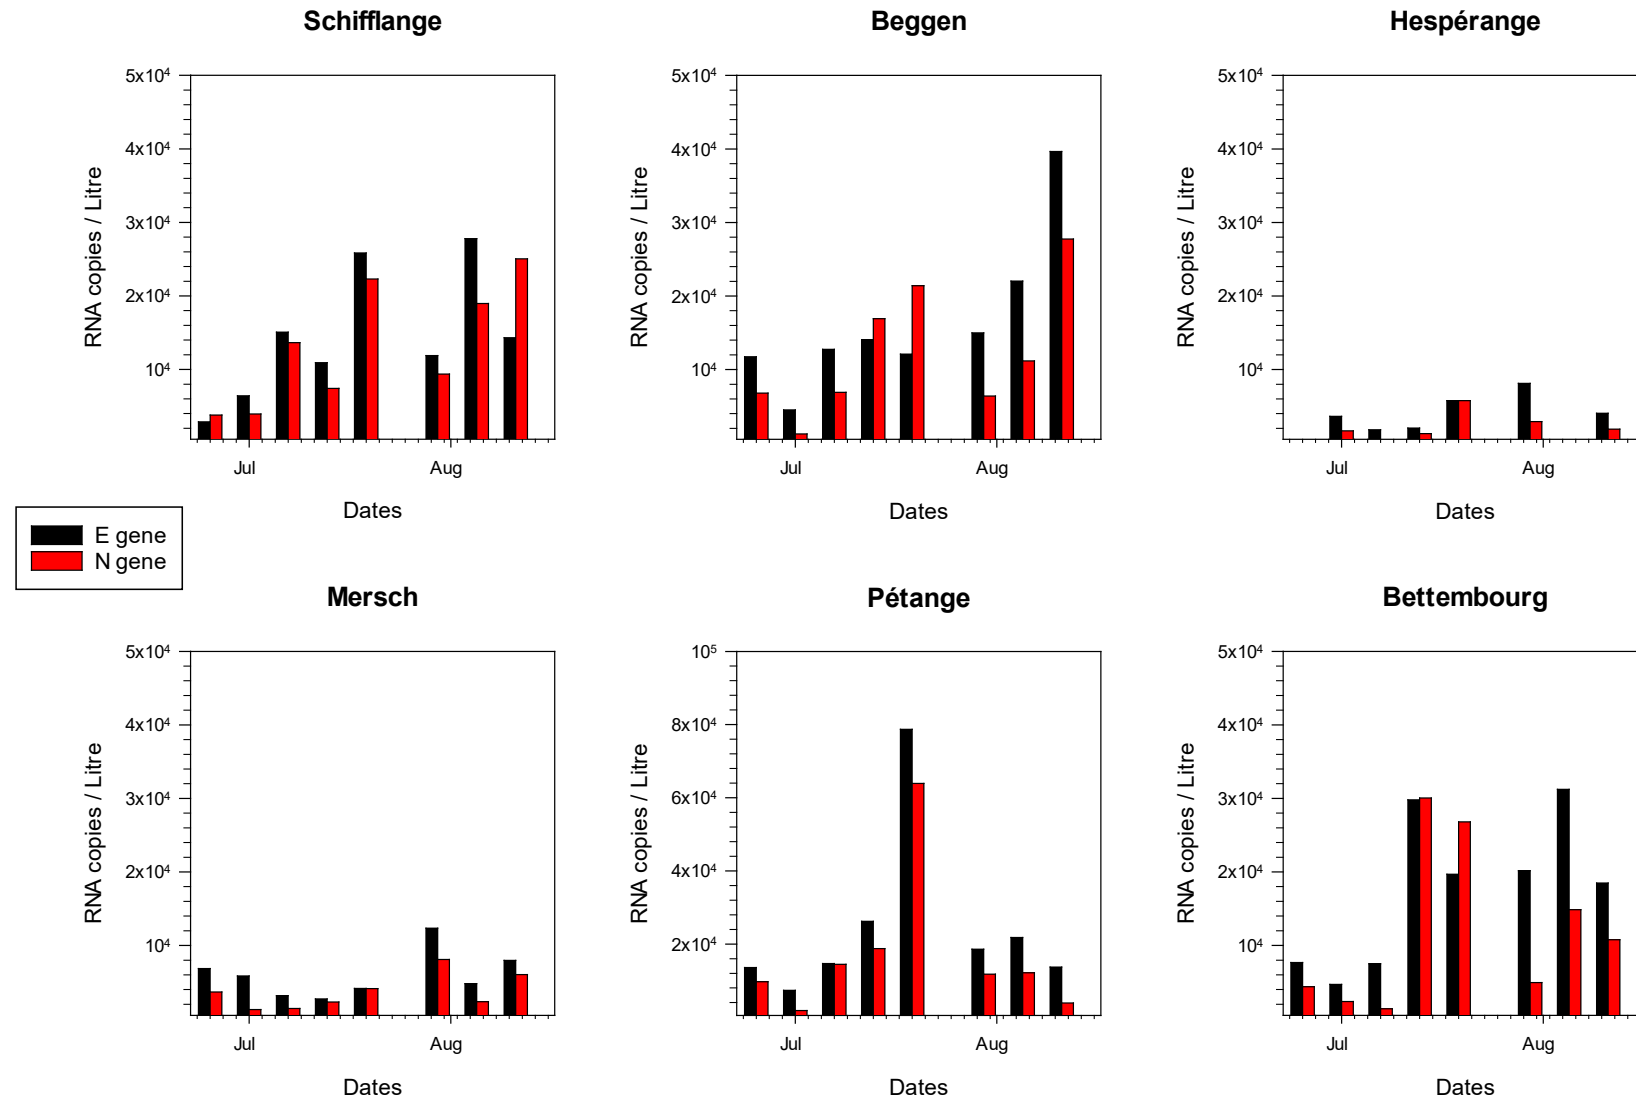 Schifflange
Beggen
Hespérange
5x10⁴
4x10⁴
3x10⁴
2x10⁴
10⁴
RNA copies / Litre
Jul
Aug
Dates
5x10⁴
4x10⁴
3x10⁴
2x10⁴
10⁴
RNA copies / Litre
Jul
Aug
Dates
5x10⁴
4x10⁴
3x10⁴
2x10⁴
10⁴
RNA copies / Litre
Jul
Aug
Dates
E gene
N gene
Mersch
Pétange
Bettembourg
5x10⁴
4x10⁴
3x10⁴
2x10⁴
10⁴
RNA copies / Litre
Jul
Aug
Dates
10⁵
8x10⁴
6x10⁴
4x10⁴
2x10⁴
RNA copies / Litre
Jul
Aug
Dates
5x10⁴
4x10⁴
3x10⁴
2x10⁴
10⁴
RNA copies / Litre
Jul
Aug
Dates